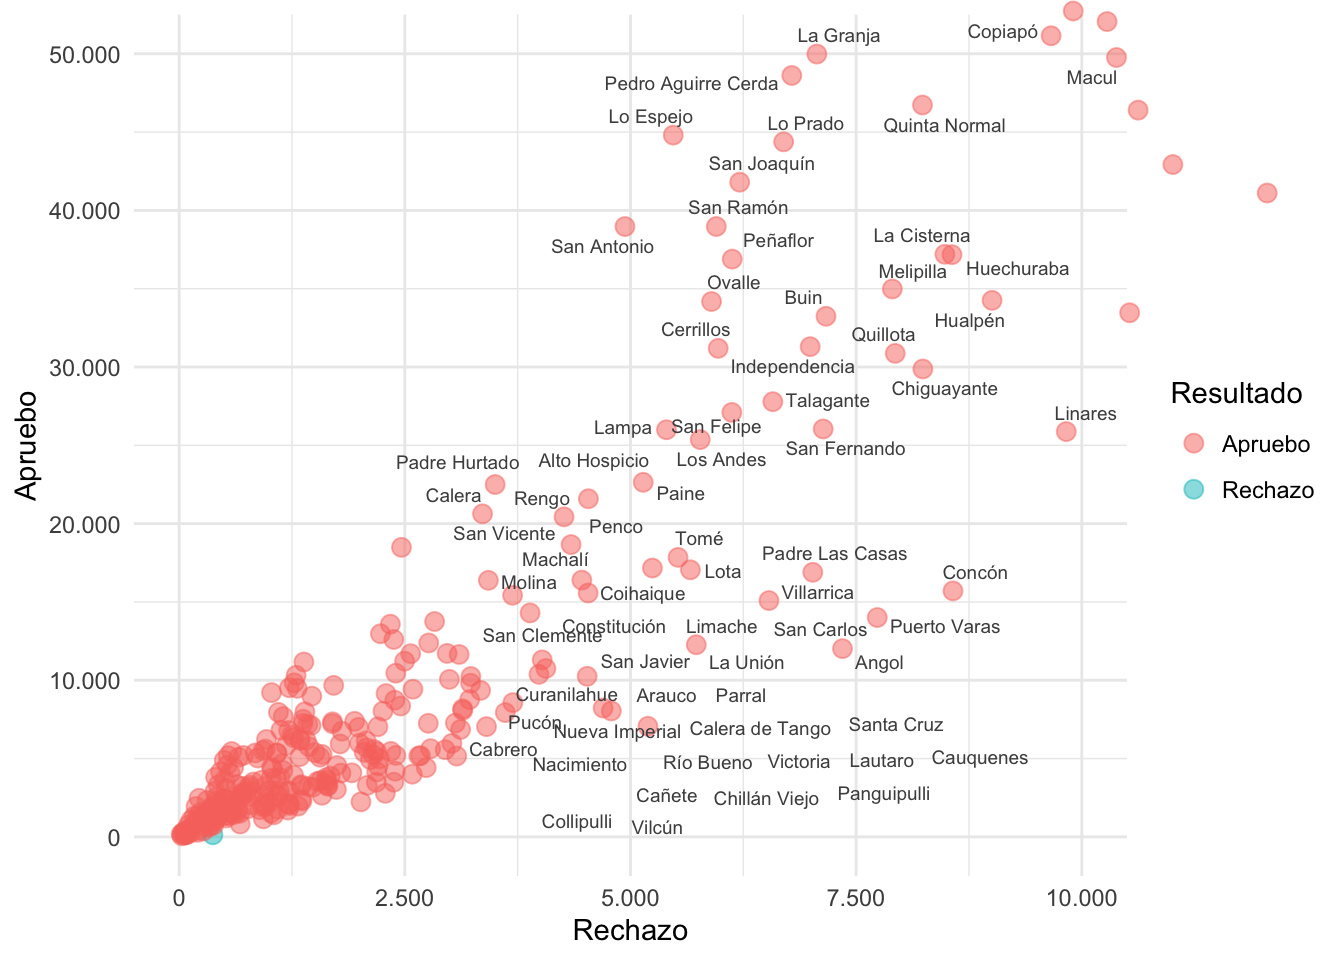 50.000
40.000
30.000
20.000
10.000
0
Apruebo
La Granja
Copiapó
Macul
Pedro Aguirre Cerda
Lo Espejo
Lo Prado
Quinta Normal
San Joaquín
San Ramón
San Antonio
Peñaflor
La Cisterna
Melipilla
Huechuraba
Ovalle
Buin
Hualpén
Cerrillos
Quillota
Independencia
Chiguayante
Talagante
Linares
Lampa
San Felipe
San Fernando
Los Andes
Padre Hurtado
Alto Hospicio
Calera
Rengo
Paine
San Vicente
Penco
Tomé
Machalí
Padre Las Casas
Lota
Molina
Coihaique
Villarrica
Concón
San Clemente
Constitución
Limache
San Carlos
Puerto Varas
San Javier
La Unión
Angol
Curanilahue
Arauco
Parral
Pucón
Nueva Imperial
Calera de Tango
Santa Cruz
Cabrero
Nacimiento
Río Bueno
Victoria
Lautaro
Cauquenes
Cañete
Chillán Viejo
Panguipulli
Collipulli
Vilcún
0
2.500
5.000
7.500
10.000
Rechazo
Resultado
Apruebo
Rechazo